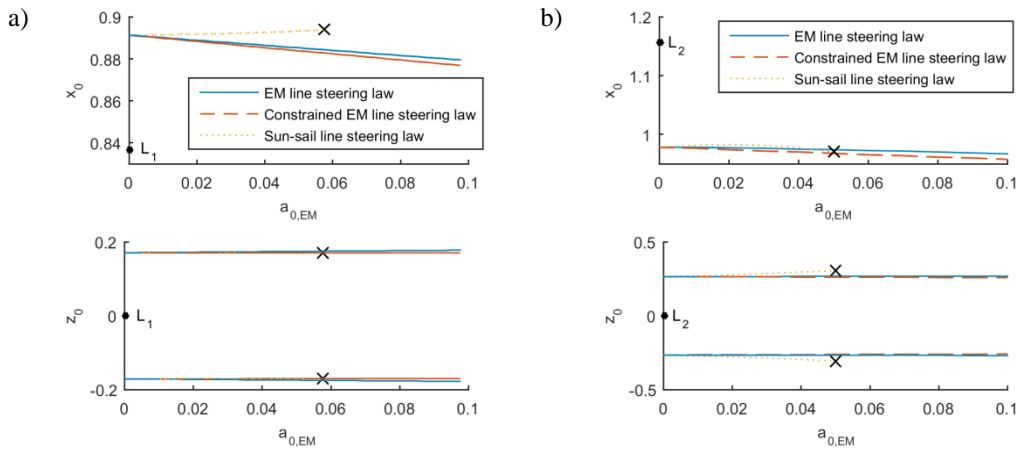 a)
0.9
0.88
0.86
0.84
x0
L1
EM line steering law
Constrained EM line steering law
Sun-sail line steering law
0 0.02 0.04 0.06 0.08 0.1
a0,EM
0.2
0
-0.2
z0
L1
0 0.02 0.04 0.06 0.08 0.1
a0,EM
b)
1.2
1.1
1
x0
L2
EM line steering law
Constrained EM line steering law
Sun-sail line steering law
0 0.02 0.04 0.06 0.08 0.1
a0,EM
0.5
0
-0.5
z0
L2
0 0.02 0.04 0.06 0.08 0.1
a0,EM